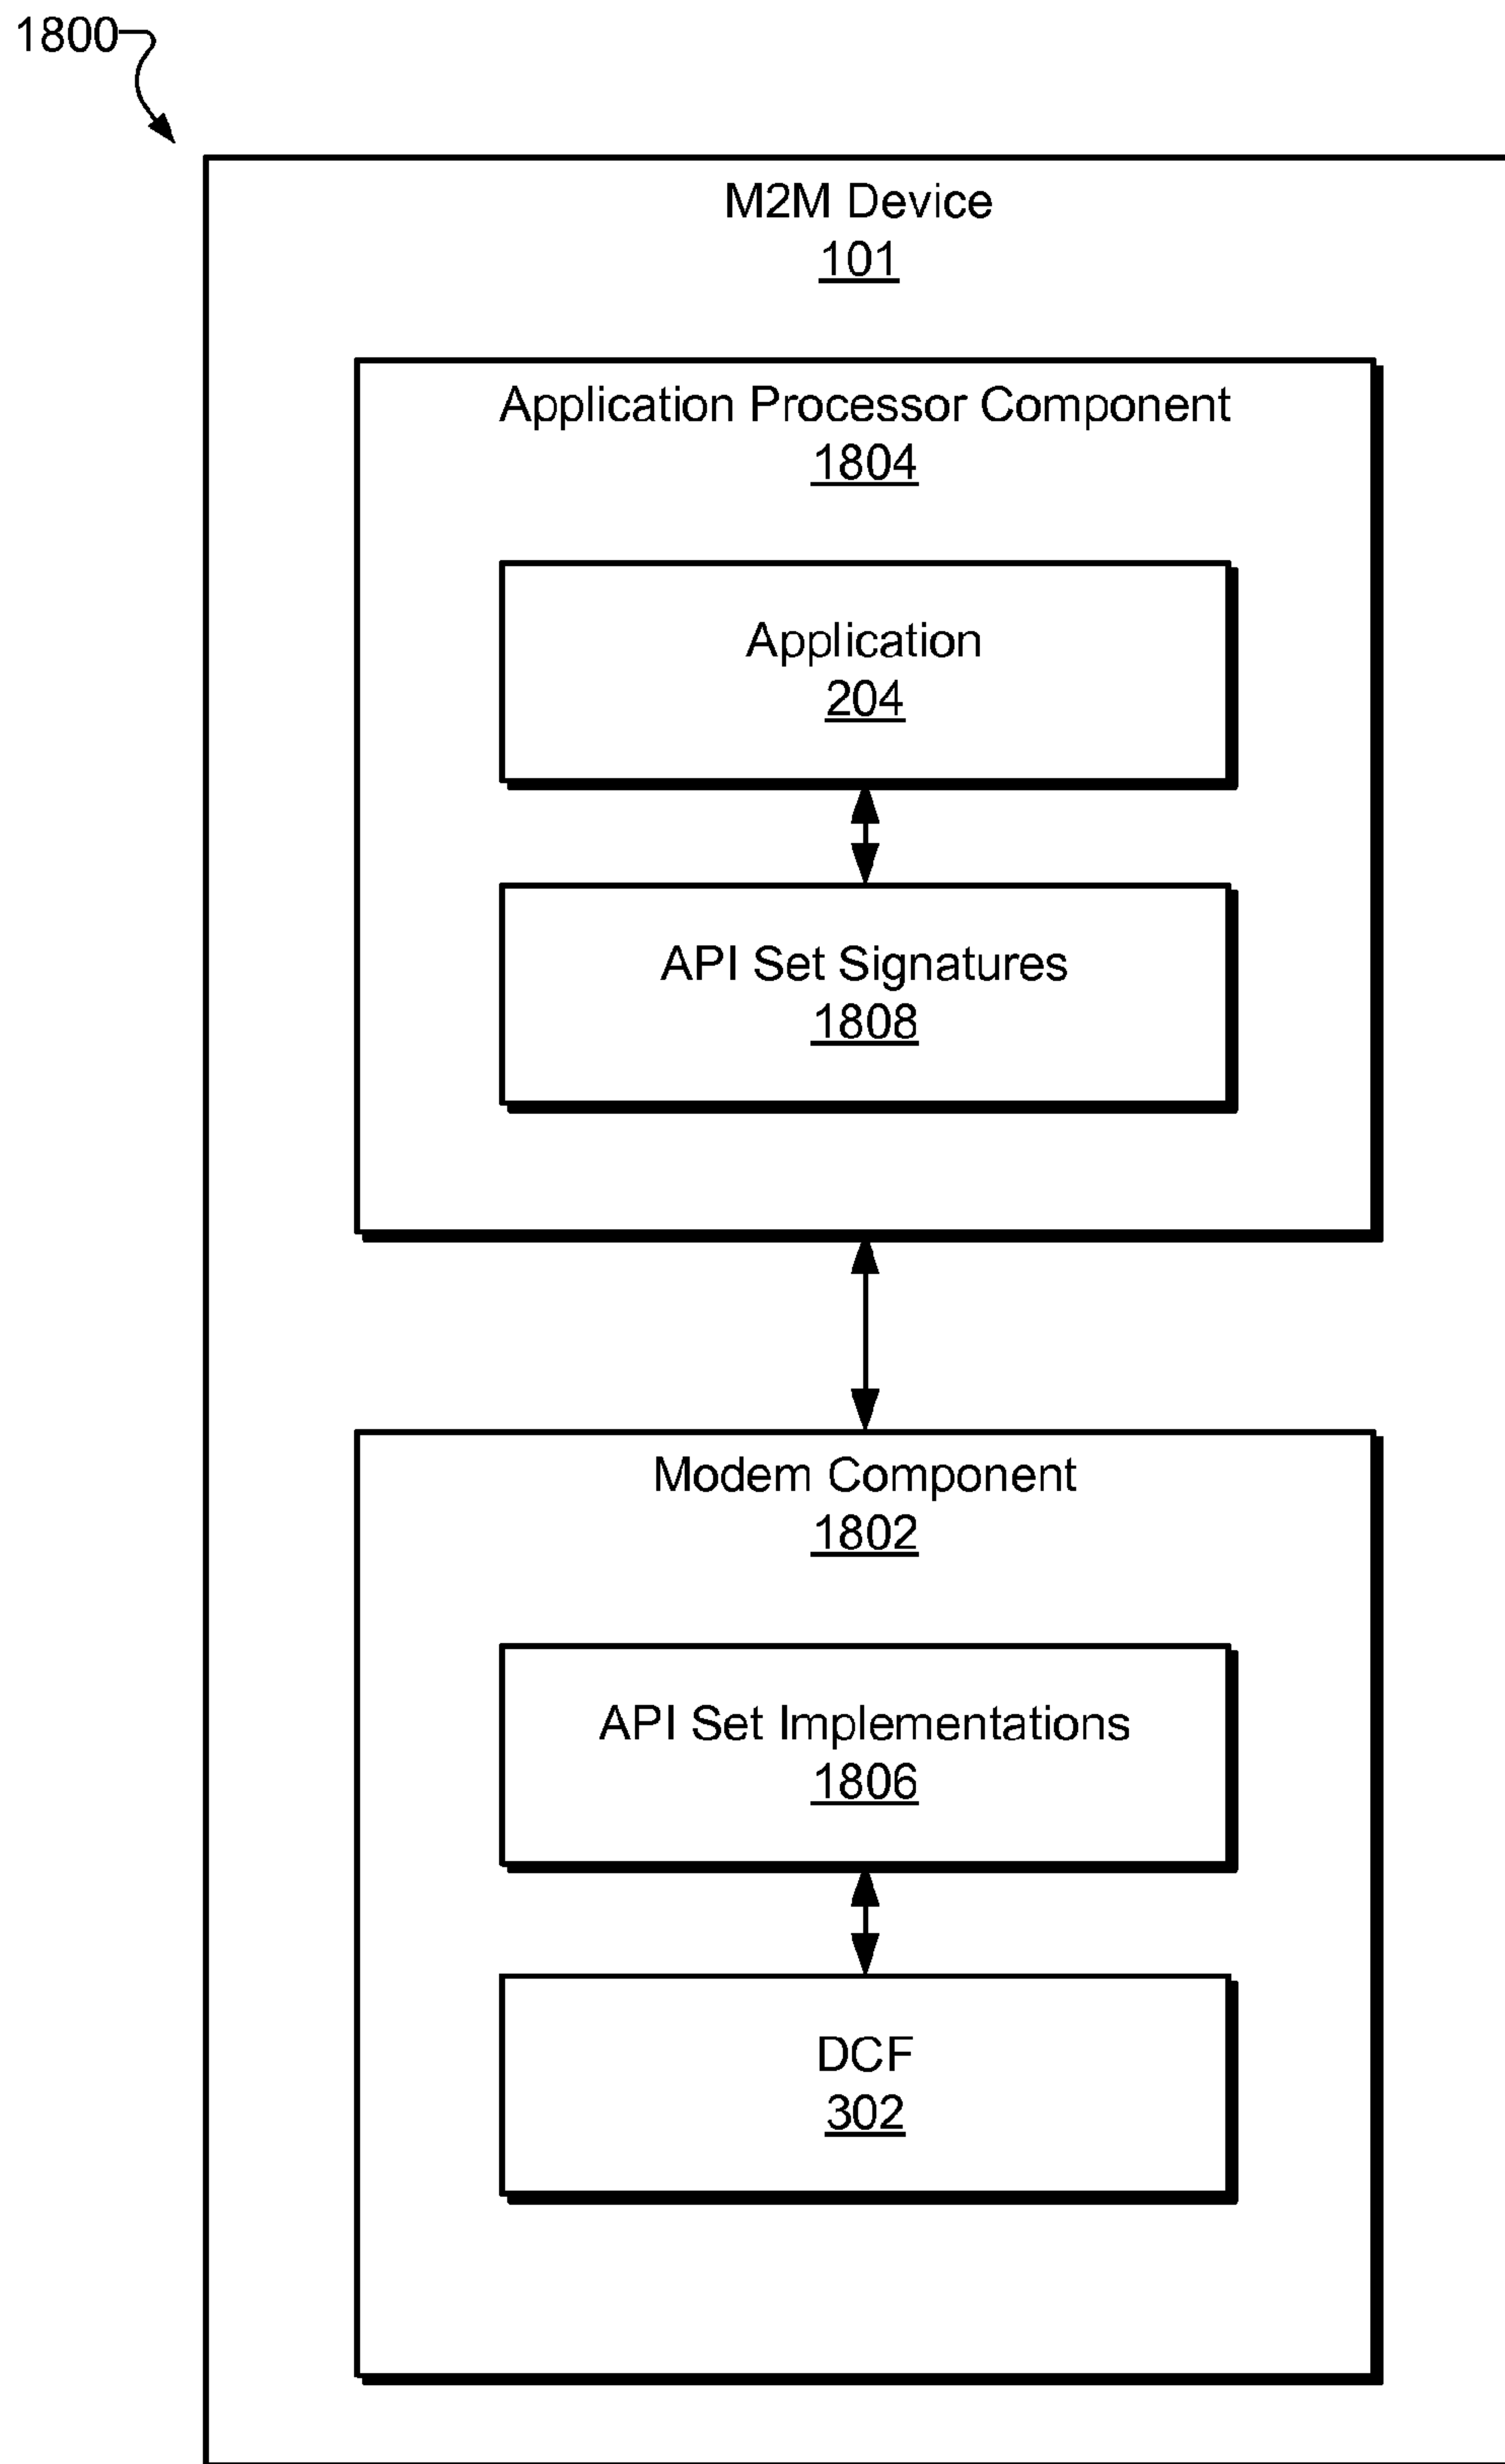 1800
M2M Device
101
Application Processor Component
1804
Application
204
API Set Signatures
1808
Modem Component
1802
API Set Implementations
1806
DCF
302